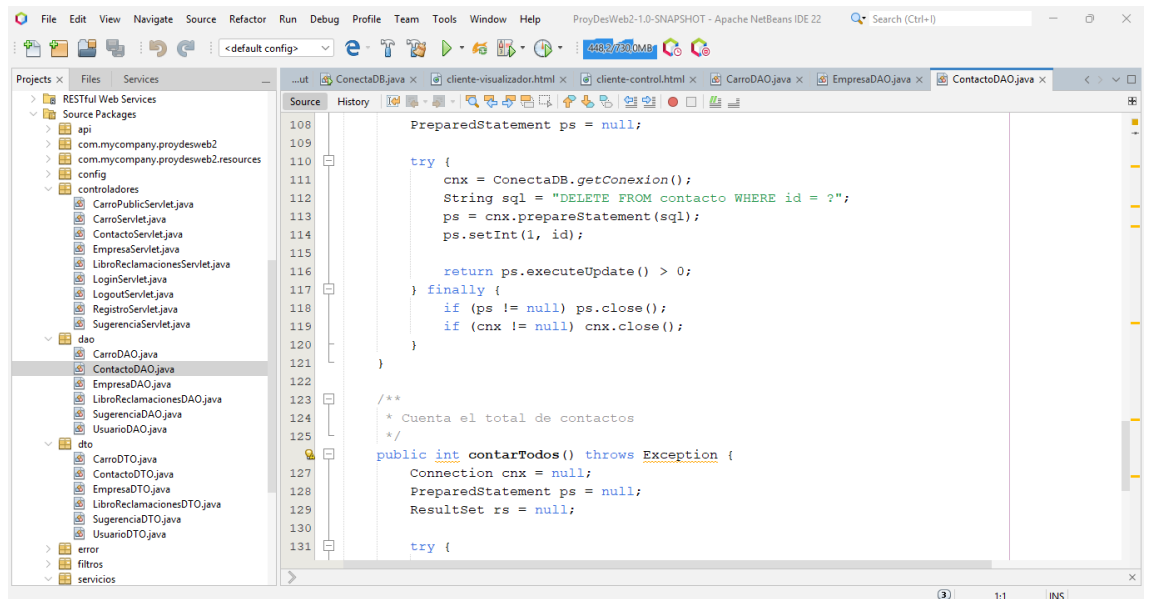 File Edit View Navigate Source Refactor Run Debug Profile Team Tools Window Help ProyDesWeb2-1.0-SNAPSHOT - Apache NetBeans IDE 22 Search (Ctrl+I)
<default config> 448,2/730,0MB
Projects Files Services
...ut ConectaDB.java cliente-visualizador.html cliente-control.html CarroDAO.java EmpresaDAO.java ContactoDAO.java
RESTful Web Services
Source Packages
api
com.mycompany.proydesweb2
com.mycompany.proydesweb2.resources
config
controladores
CarroPublicServlet.java
CarroServlet.java
ContactoServlet.java
EmpresaServlet.java
LibroReclamacionesServlet.java
LoginServlet.java
LogoutServlet.java
RegistroServlet.java
SugerenciaServlet.java
dao
CarroDAO.java
ContactoDAO.java
EmpresaDAO.java
LibroReclamacionesDAO.java
SugerenciaDAO.java
UsuarioDAO.java
dto
CarroDTO.java
ContactoDTO.java
EmpresaDTO.java
LibroReclamacionesDTO.java
SugerenciaDTO.java
UsuarioDTO.java
error
filtros
servicios
Source History
108 PreparedStatement ps = null;
109
110 try {
111 cnx = ConectaDB.getConexion();
112 String sql = "DELETE FROM contacto WHERE id = ?";
113 ps = cnx.prepareStatement(sql);
114 ps.setInt(1, id);
115
116 return ps.executeUpdate() > 0;
117 } finally {
118 if (ps != null) ps.close();
119 if (cnx != null) cnx.close();
120 }
121 }
122
123 /**
124 * Cuenta el total de contactos
125 */
public int contarTodos() throws Exception {
127 Connection cnx = null;
128 PreparedStatement ps = null;
129 ResultSet rs = null;
130
131 try {
3 1:1 INS